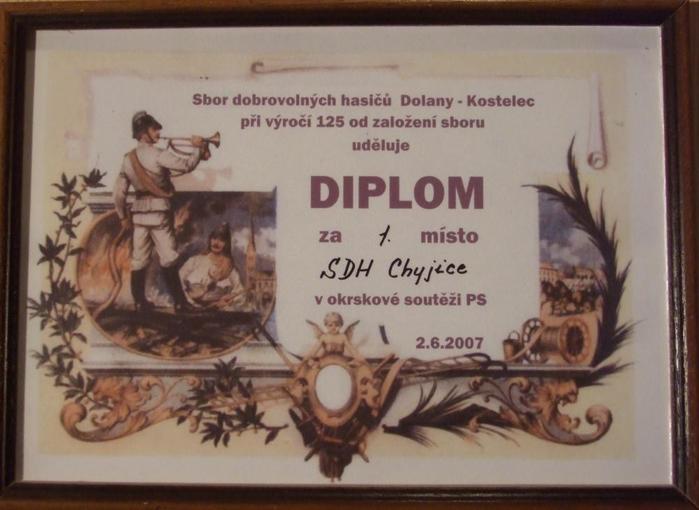 Sbor dobrovolných hasičů Dolany - Kostelec
při výročí 125 od založení sboru
uděluje
DIPLOM
za 1. místo
SDH Chyjice
v okrskové soutěži PS
2.6.2007